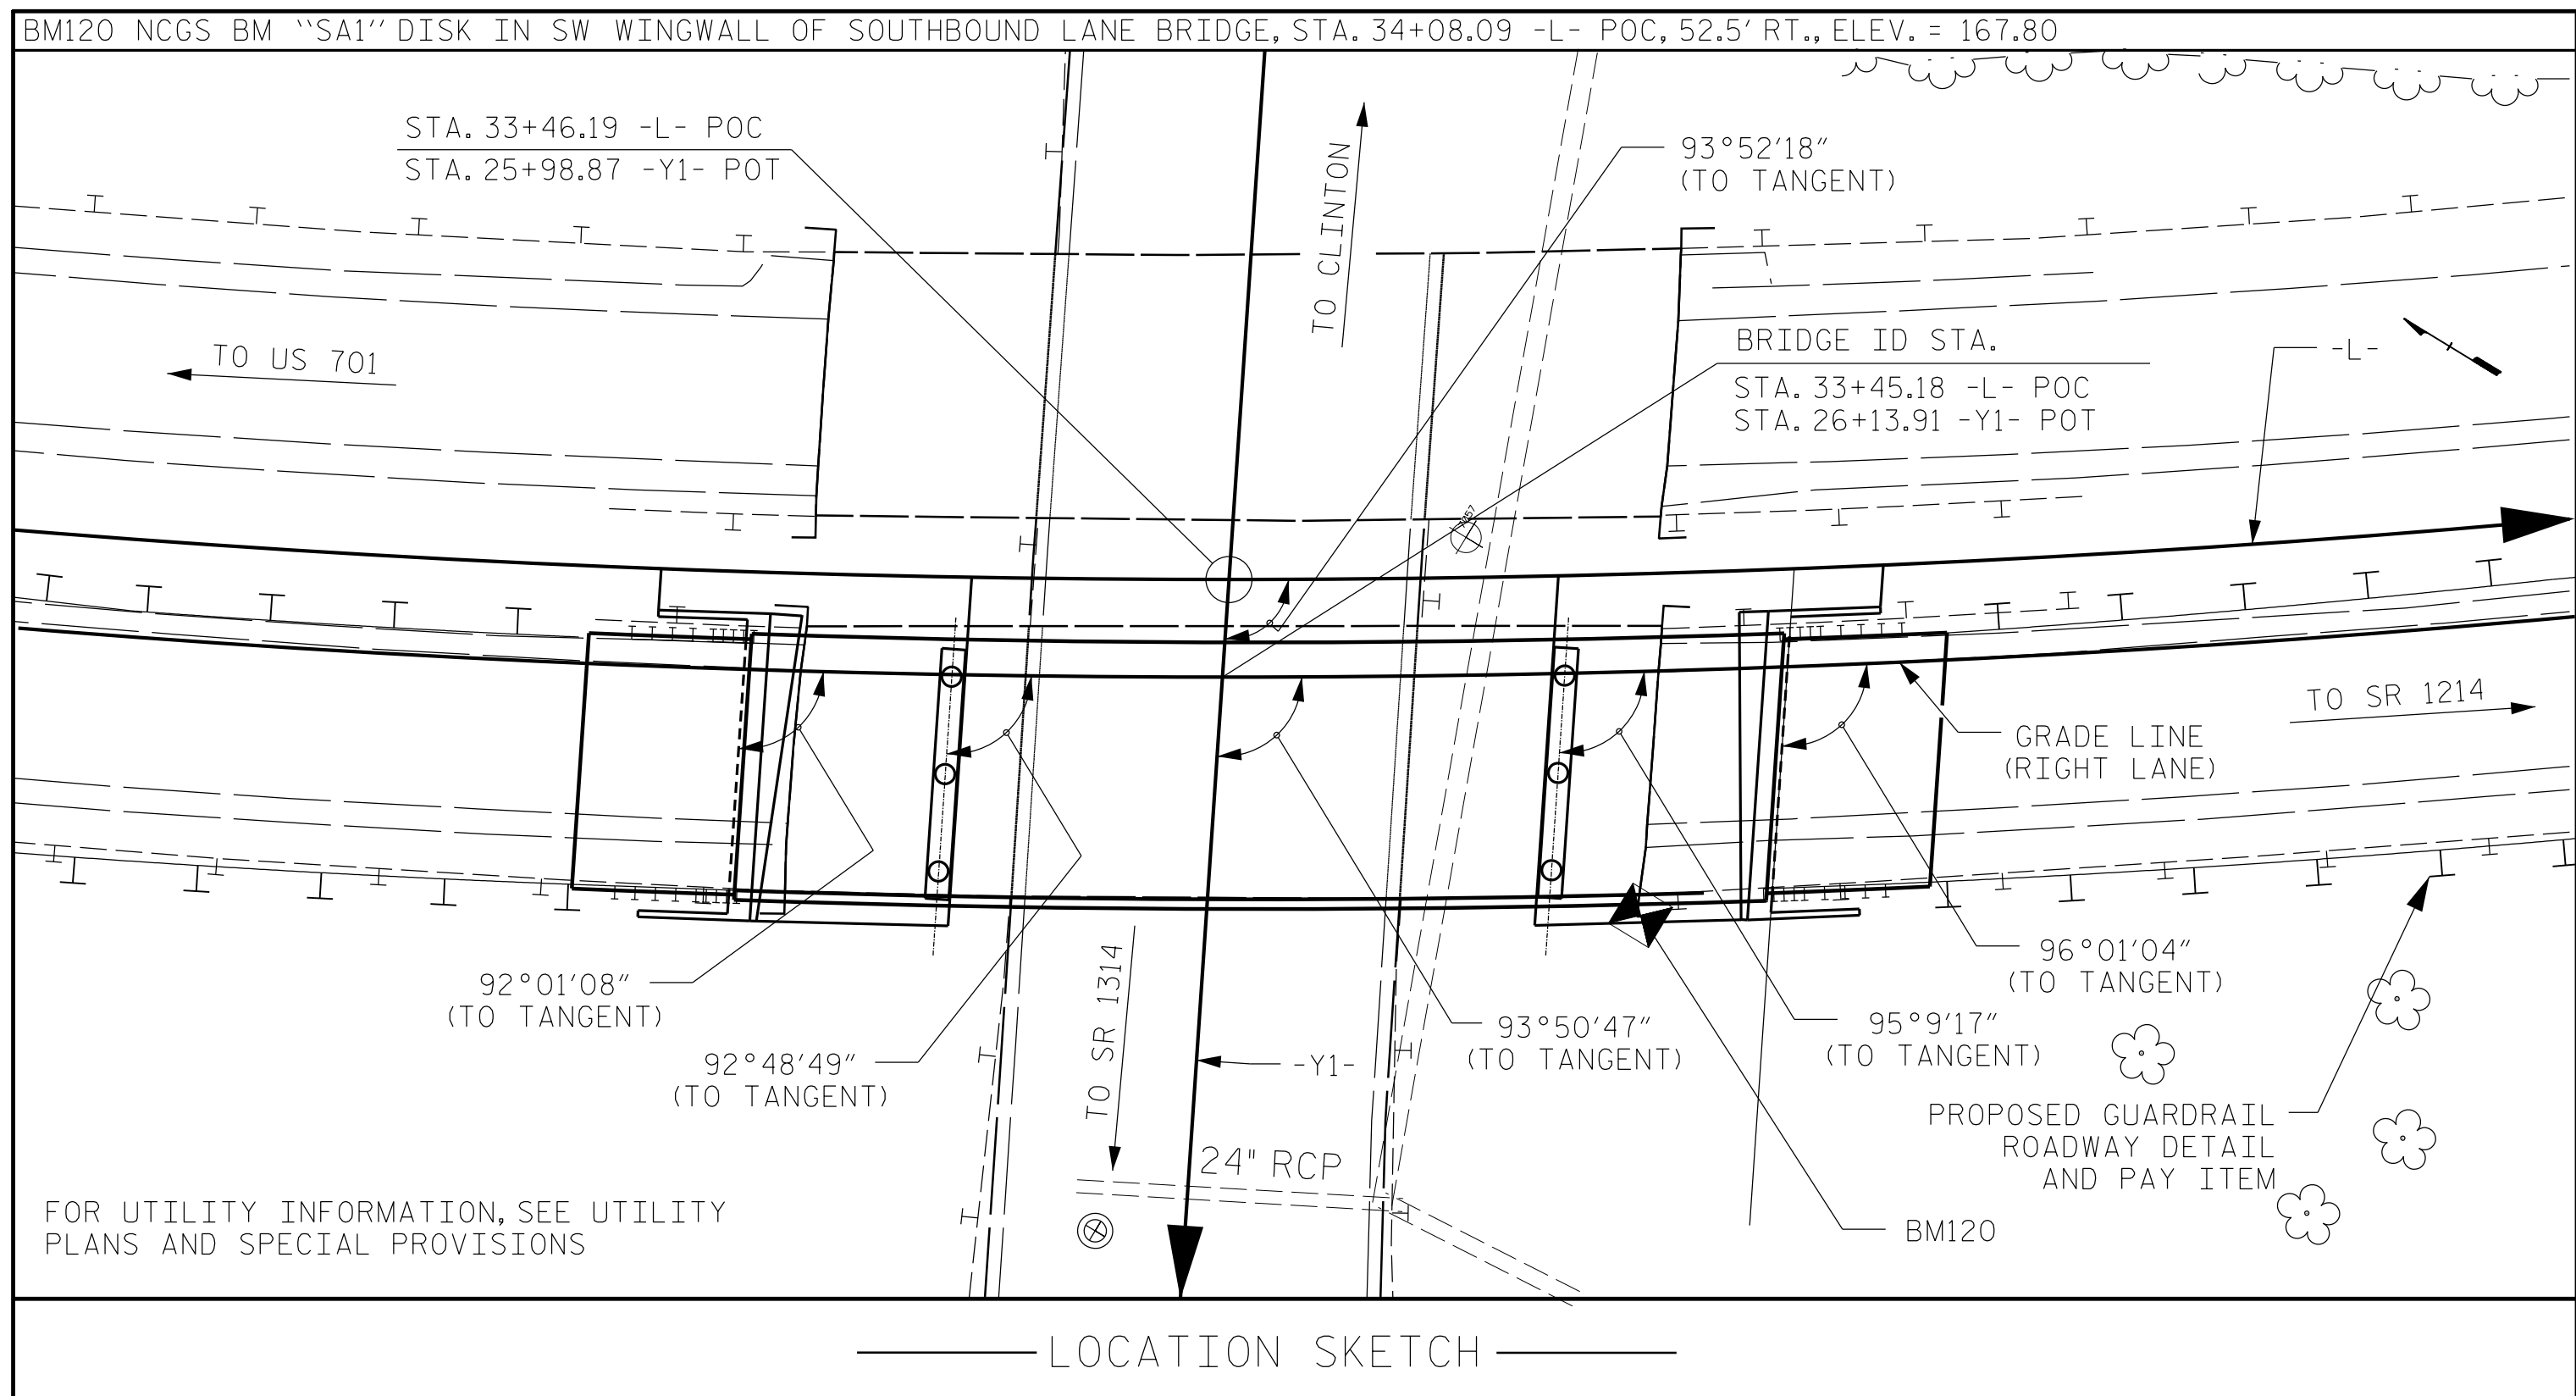 BM120 NCGS BM "SA1" DISK IN SW WINGWALL OF SOUTHBOUND LANE BRIDGE, STA. 34+08.09 -L- POC, 52.5' RT., ELEV. = 167.80
STA. 33+46.19 -L- POC
STA. 25+98.87 -Y1- POT
TO CLINTON
93°52'18"
(TO TANGENT)
TO US 701
BRIDGE ID STA.
STA. 33+45.18 -L- POC
STA. 26+13.91 -Y1- POT
-L-
TO SR 1214
GRADE LINE
(RIGHT LANE)
92°01'08"
(TO TANGENT)
92°48'49"
(TO TANGENT)
TO SR 1314
-Y1-
93°50'47"
(TO TANGENT)
95°9'17"
(TO TANGENT)
96°01'04"
(TO TANGENT)
PROPOSED GUARDRAIL
ROADWAY DETAIL
AND PAY ITEM
24" RCP
BM120
FOR UTILITY INFORMATION, SEE UTILITY
PLANS AND SPECIAL PROVISIONS
LOCATION SKETCH